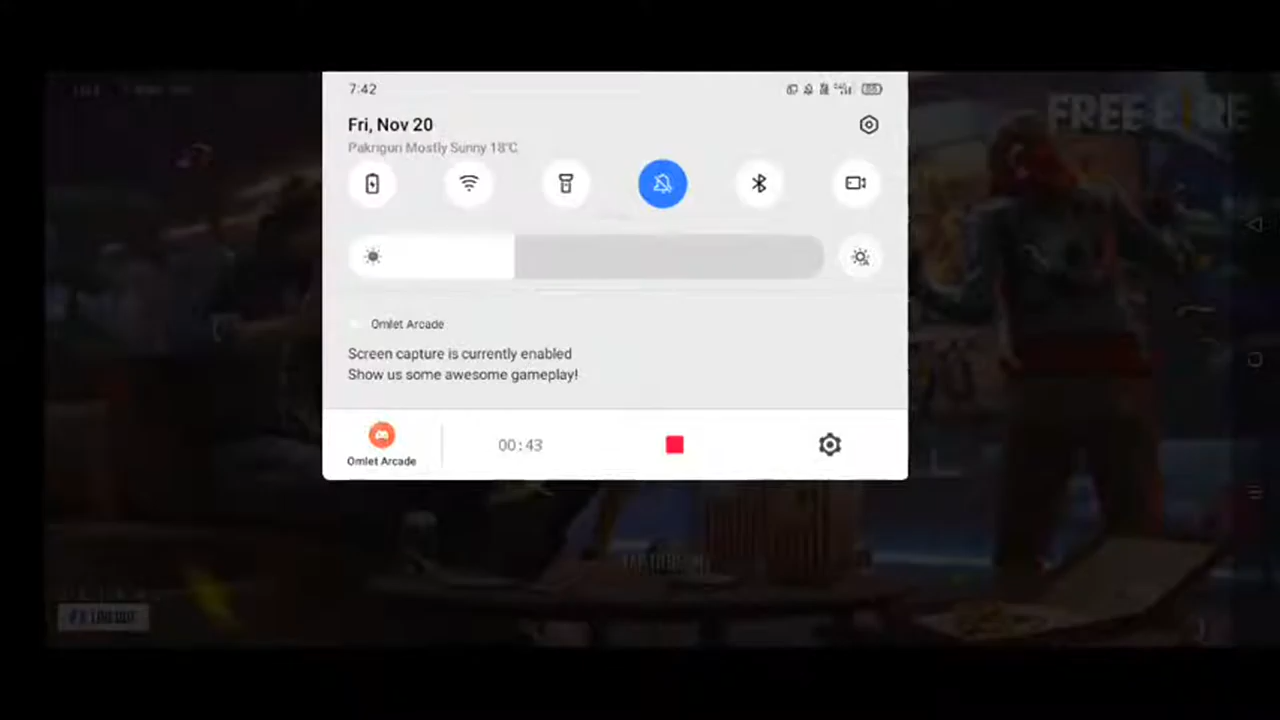 7:42
Fri, Nov 20
Pakriguri Mostly Sunny 18°C
Omlet Arcade
Screen capture is currently enabled
Show us some awesome gameplay!
00:43
Omlet Arcade
FREE FIRE
LOGOUT